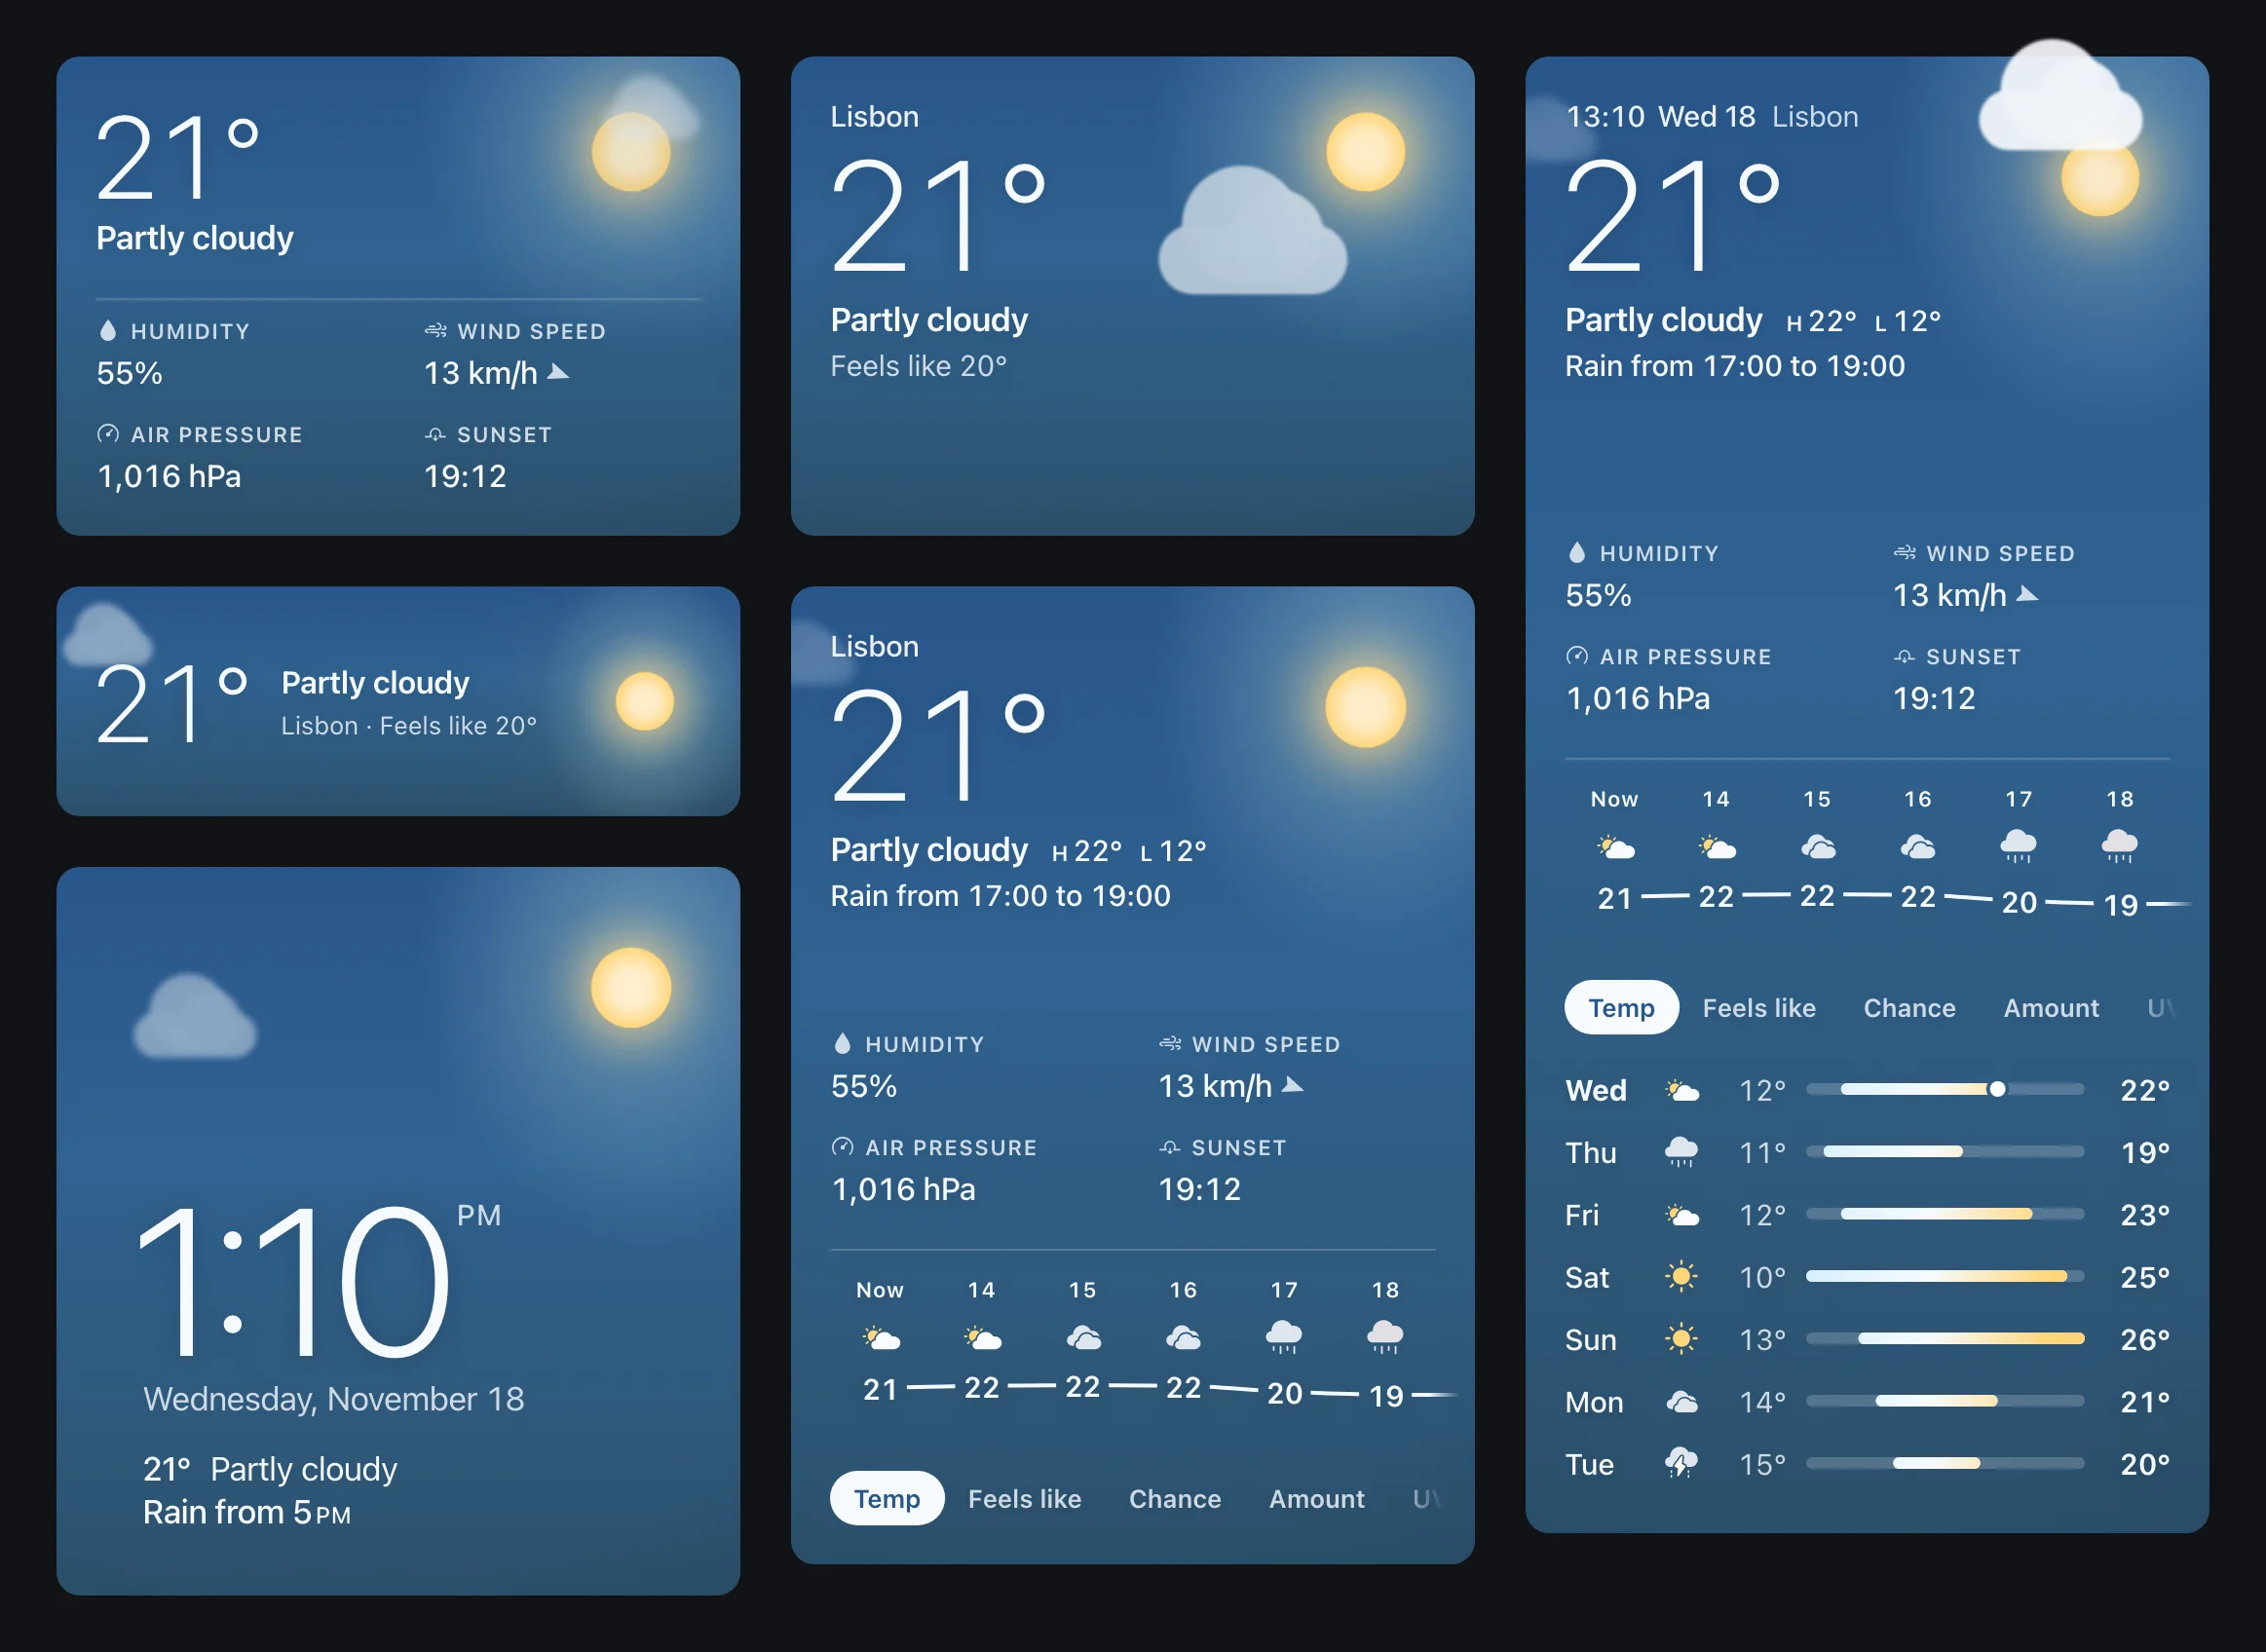 21°
Partly cloudy
HUMIDITY WIND SPEED
55% 13 km/h
AIR PRESSURE SUNSET
1,016 hPa 19:12
21° Partly cloudy
Lisbon · Feels like 20°
1:10 PM
Wednesday, November 18
21° Partly cloudy
Rain from 5 PM
Lisbon
21°
Partly cloudy
Feels like 20°
Lisbon
21°
Partly cloudy H 22° L 12°
Rain from 17:00 to 19:00
HUMIDITY WIND SPEED
55% 13 km/h
AIR PRESSURE SUNSET
1,016 hPa 19:12
Now 14 15 16 17 18
21 22 22 22 20 19
Temp Feels like Chance Amount UV
13:10 Wed 18 Lisbon
21°
Partly cloudy H 22° L 12°
Rain from 17:00 to 19:00
HUMIDITY WIND SPEED
55% 13 km/h
AIR PRESSURE SUNSET
1,016 hPa 19:12
Now 14 15 16 17 18
21 22 22 22 20 19
Temp Feels like Chance Amount UV
Wed 12° 22°
Thu 11° 19°
Fri 12° 23°
Sat 10° 25°
Sun 13° 26°
Mon 14° 21°
Tue 15° 20°